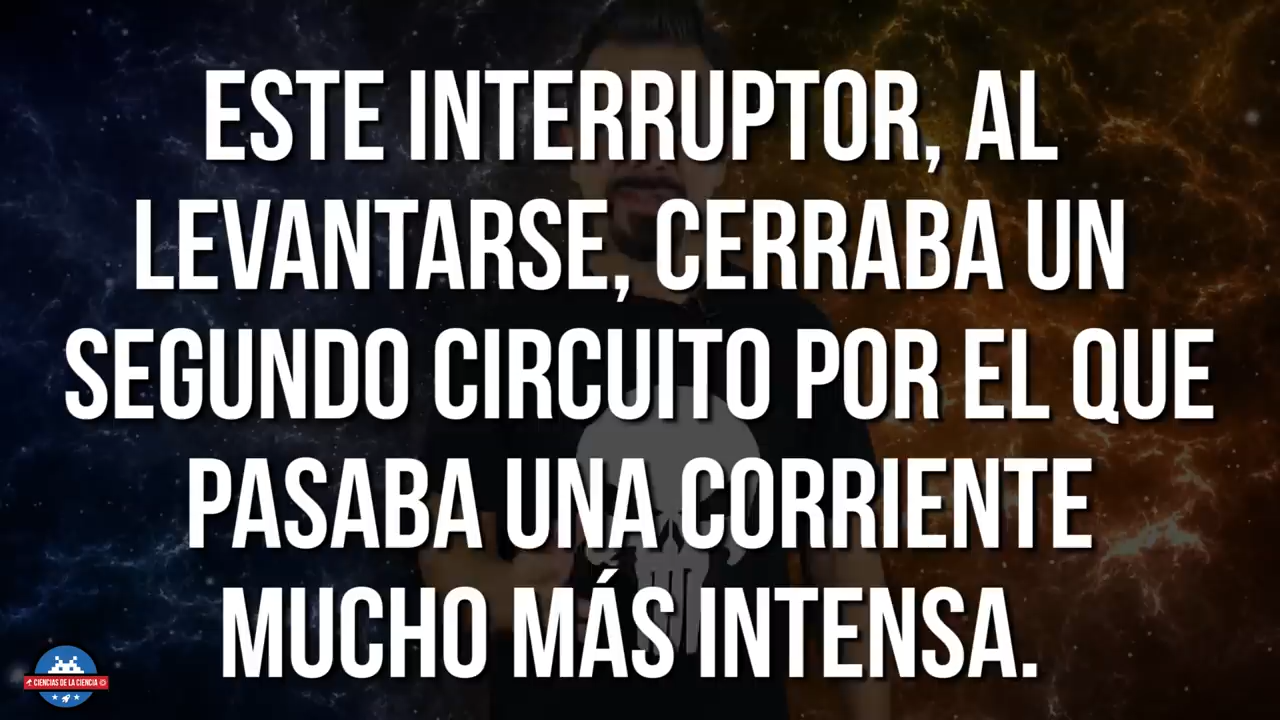 ESTE INTERRUPTOR, AL
LEVANTARSE, CERRABA UN
SEGUNDO CIRCUITO POR EL QUE
PASABA UNA CORRIENTE
MUCHO MÁS INTENSA.
CIENCIAS DE LA CIENCIA